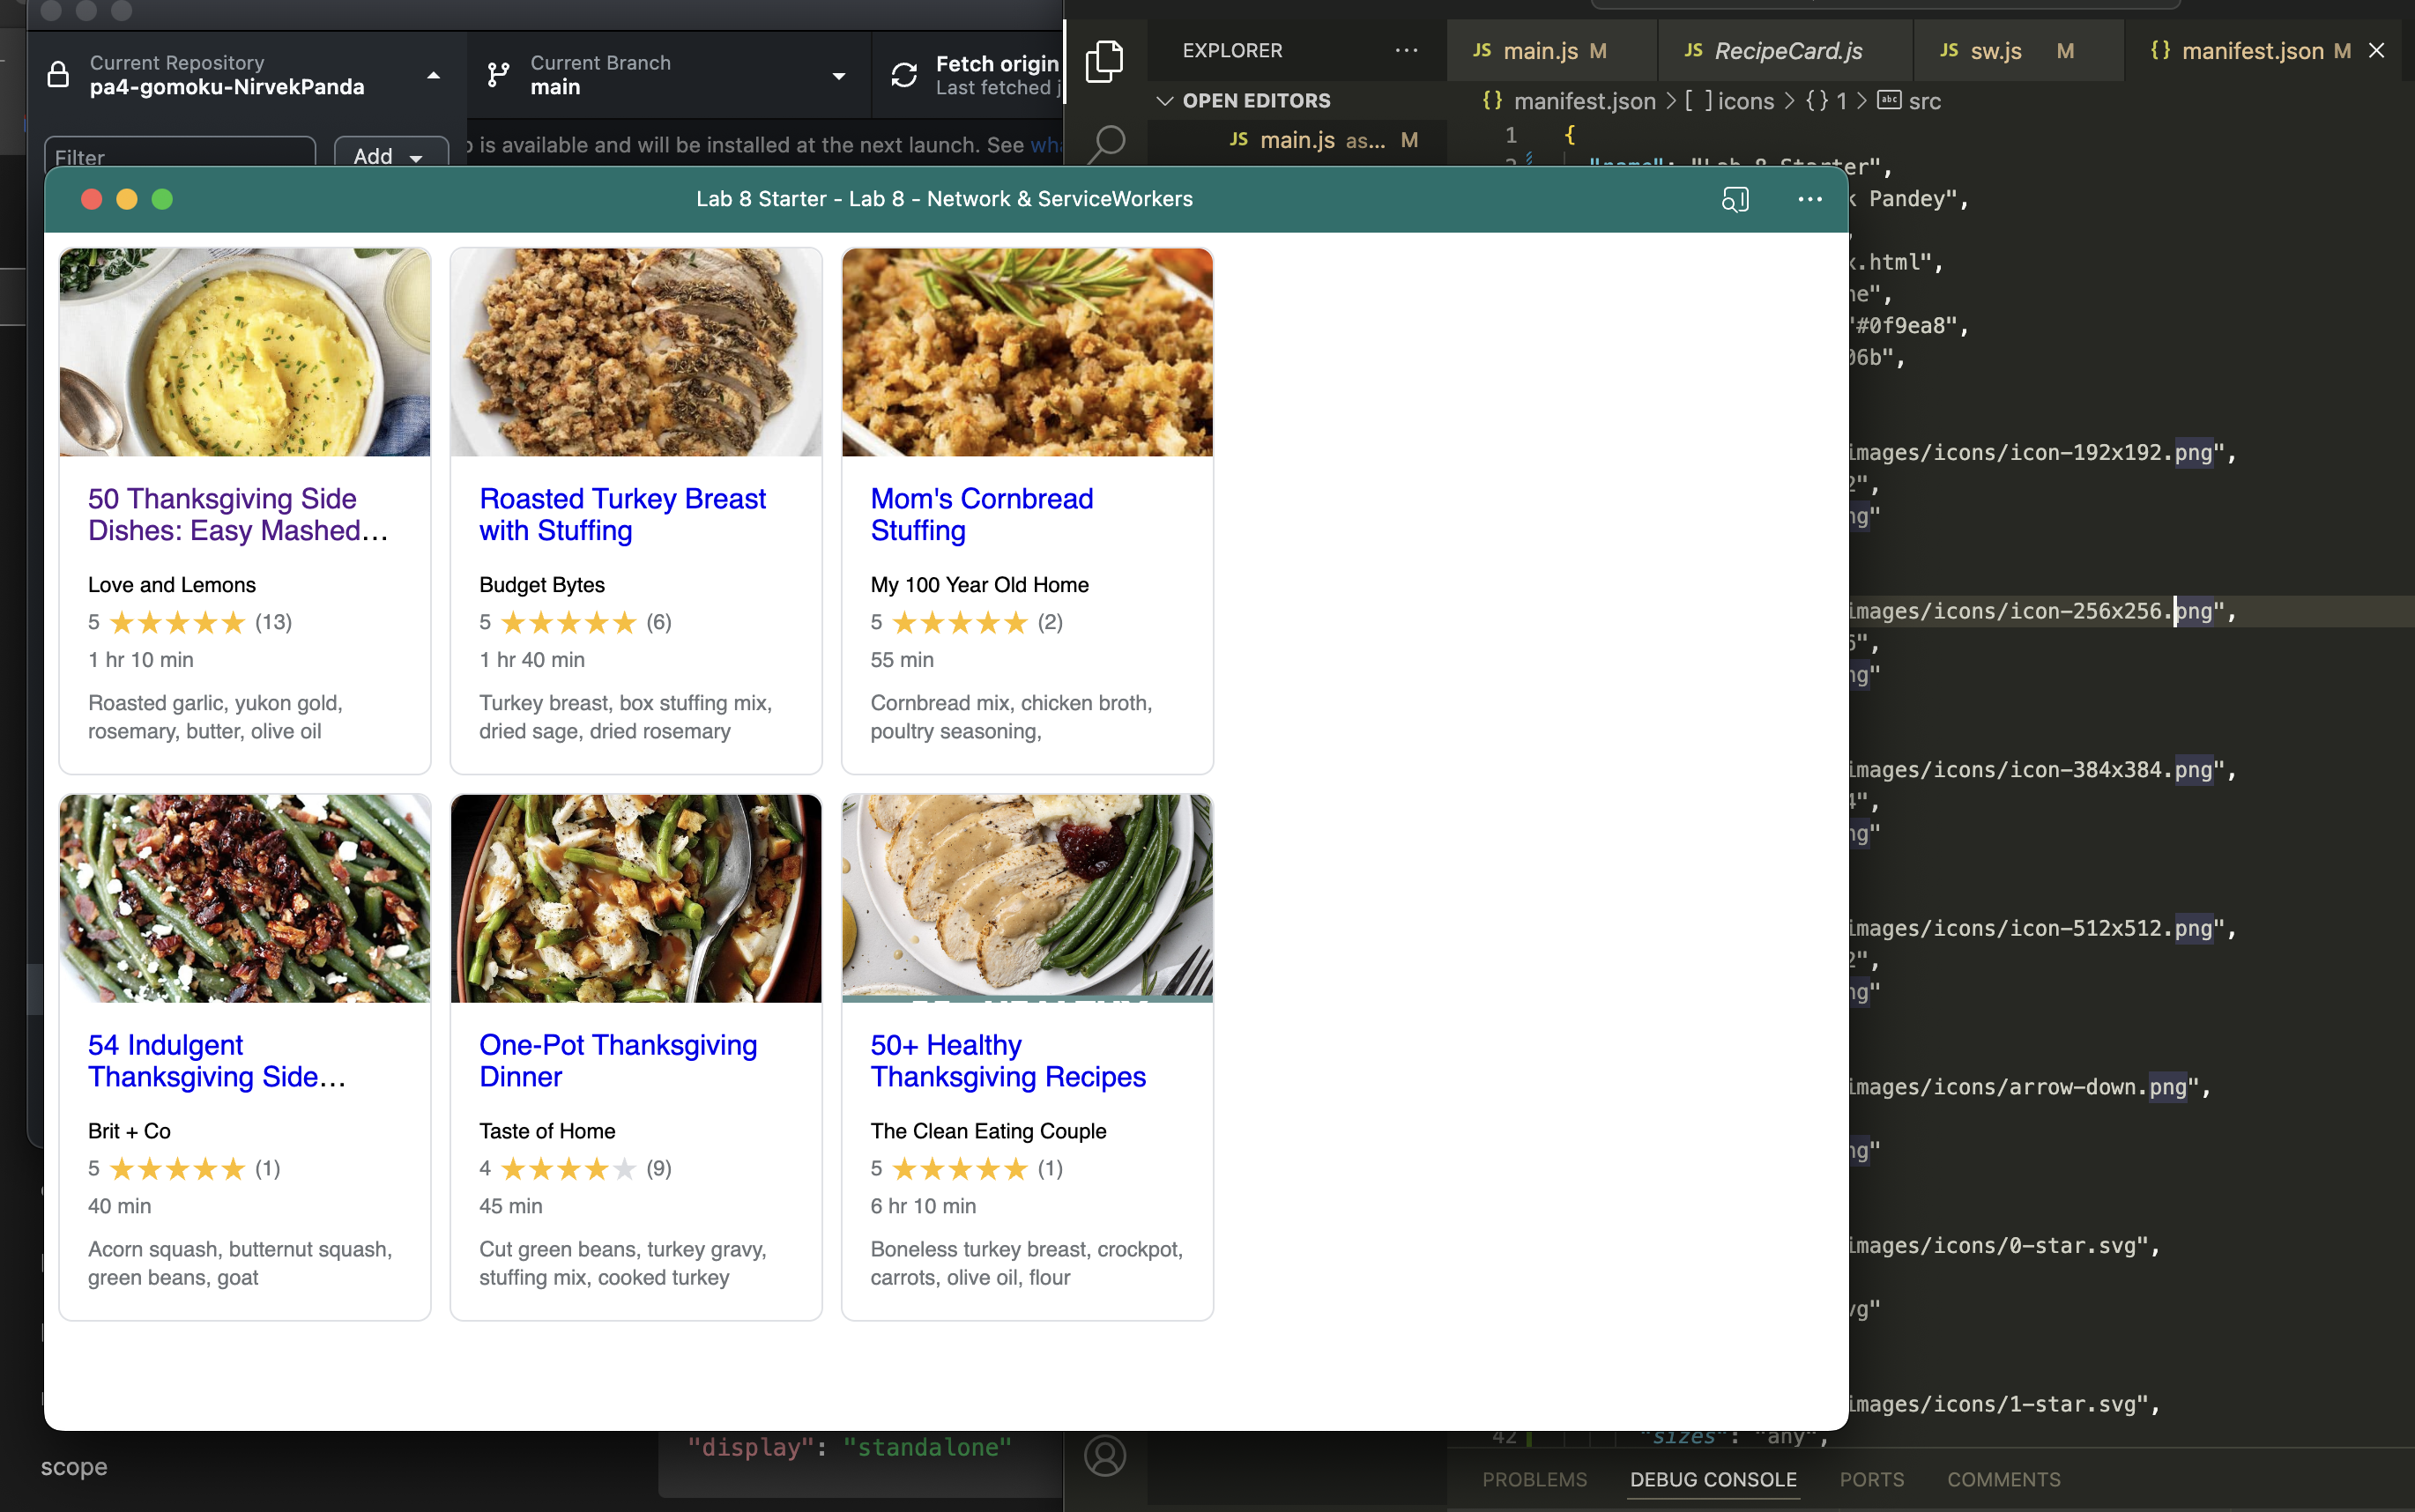 Current Repository
pa4-gomoku-NirvekPanda
Current Branch
main
Fetch origin
Last fetched j
Filter
Add
is available and will be installed at the next launch. See wha
EXPLORER
OPEN EDITORS
JS main.js as... M
JS main.js M
JS RecipeCard.js
JS sw.js M
{} manifest.json M
{} manifest.json > [ ] icons > {} 1 > abc src
1 {
"name": "Lab 8 Starter",
k Pandey",
x.html",
ne",
"#0f9ea8",
06b",
images/icons/icon-192x192.png",
2",
ng"
images/icons/icon-256x256.png",
6",
ng"
images/icons/icon-384x384.png",
4",
ng"
images/icons/icon-512x512.png",
2",
ng"
images/icons/arrow-down.png",
ng"
images/icons/0-star.svg",
vg"
images/icons/1-star.svg",
42 "sizes": "any",
PROBLEMS
DEBUG CONSOLE
PORTS
COMMENTS
Lab 8 Starter - Lab 8 - Network & ServiceWorkers
50 Thanksgiving Side
Dishes: Easy Mashed...
Love and Lemons
5 (13)
1 hr 10 min
Roasted garlic, yukon gold,
rosemary, butter, olive oil
Roasted Turkey Breast
with Stuffing
Budget Bytes
5 (6)
1 hr 40 min
Turkey breast, box stuffing mix,
dried sage, dried rosemary
Mom's Cornbread
Stuffing
My 100 Year Old Home
5 (2)
55 min
Cornbread mix, chicken broth,
poultry seasoning,
54 Indulgent
Thanksgiving Side...
Brit + Co
5 (1)
40 min
Acorn squash, butternut squash,
green beans, goat
One-Pot Thanksgiving
Dinner
Taste of Home
4 (9)
45 min
Cut green beans, turkey gravy,
stuffing mix, cooked turkey
50+ Healthy
Thanksgiving Recipes
The Clean Eating Couple
5 (1)
6 hr 10 min
Boneless turkey breast, crockpot,
carrots, olive oil, flour
"display": "standalone"
scope